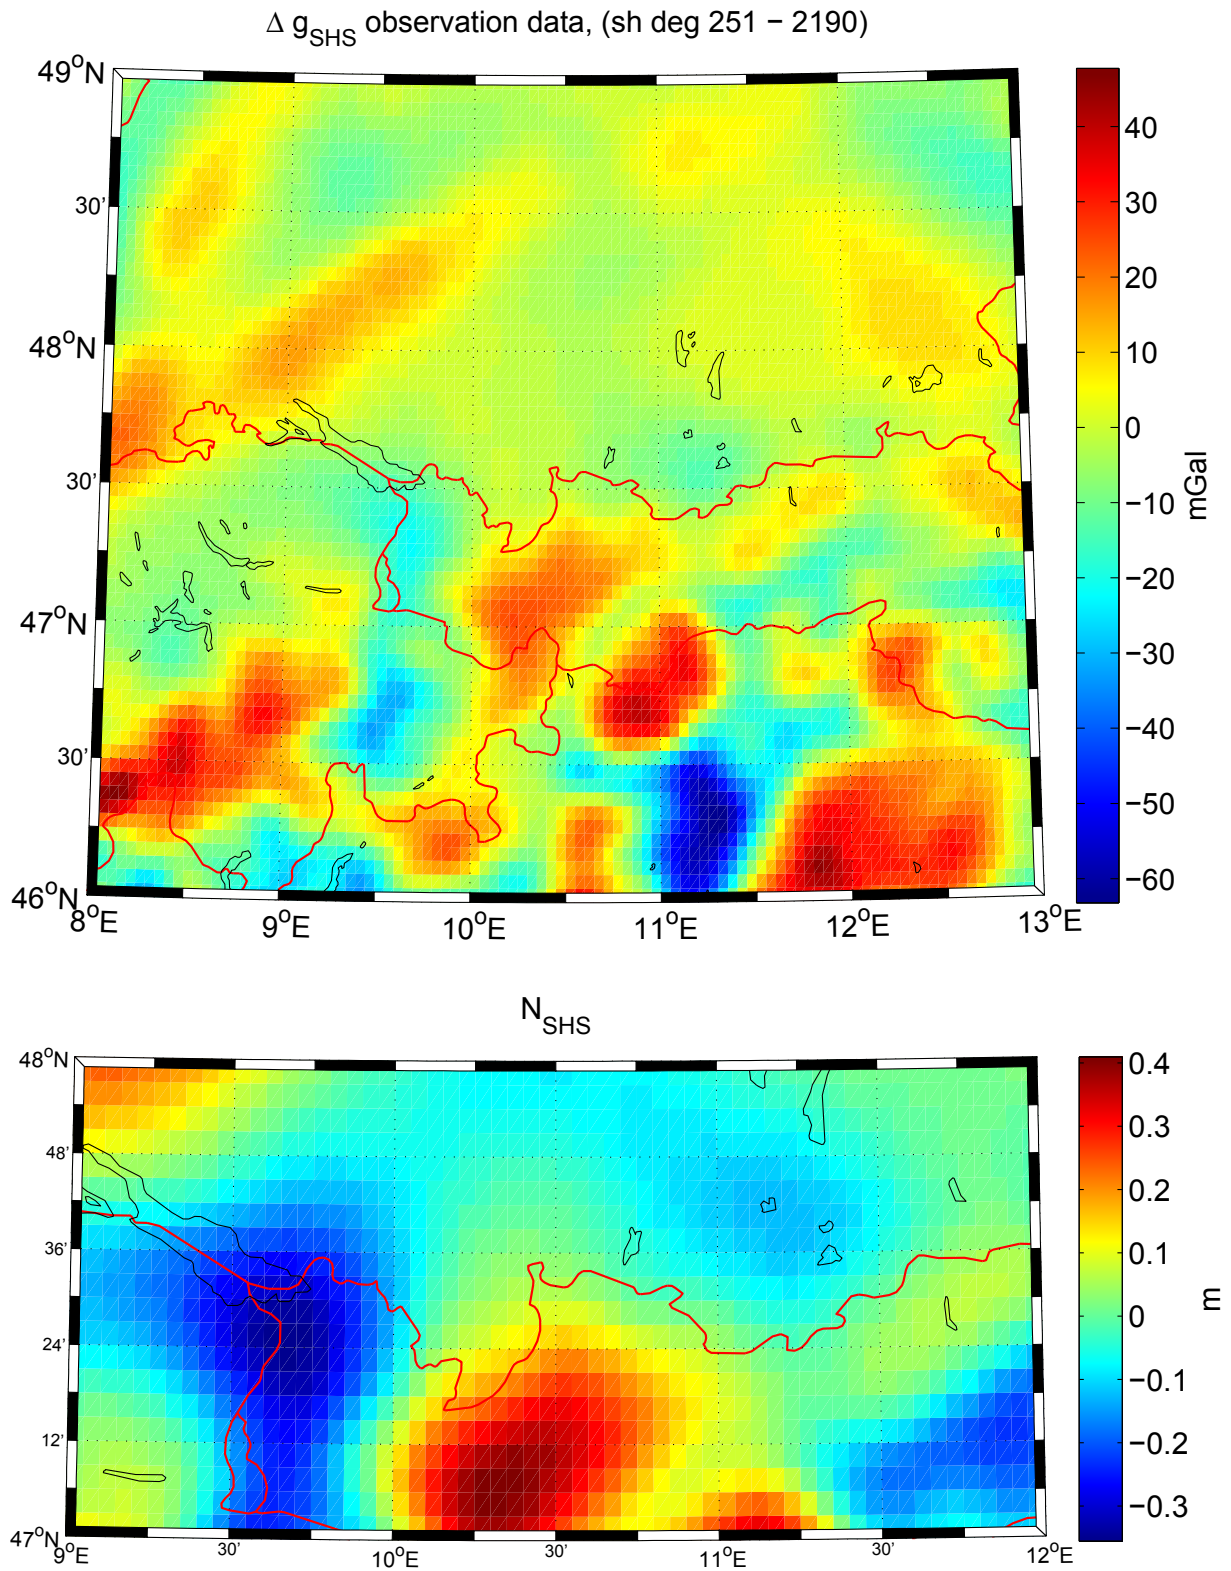 Δ g_SHS observation data, (sh deg 251 − 2190)
49°N
30'
48°N
30'
47°N
30'
46°N
8°E 9°E 10°E 11°E 12°E 13°E
40
30
20
10
0
−10
−20
−30
−40
−50
−60
mGal
N_SHS
48°N
48'
36'
24'
12'
47°N
9°E 30' 10°E 30' 11°E 30' 12°E
0.4
0.3
0.2
0.1
0
−0.1
−0.2
−0.3
m